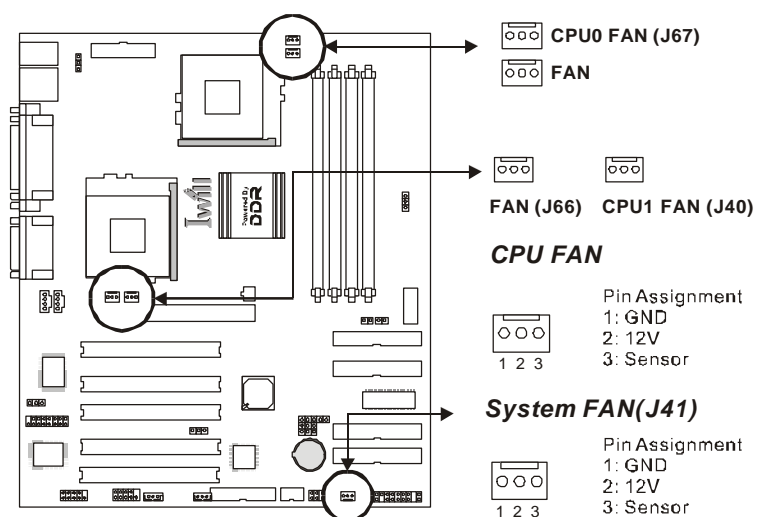 CPU0 FAN (J67)
FAN
Iwill
Powered By
DDR
FAN (J66) CPU1 FAN (J40)
CPU FAN
Pin Assignment
1: GND
2: 12V
3: Sensor
1 2 3
System FAN(J41)
Pin Assignment
1: GND
2: 12V
3: Sensor
1 2 3